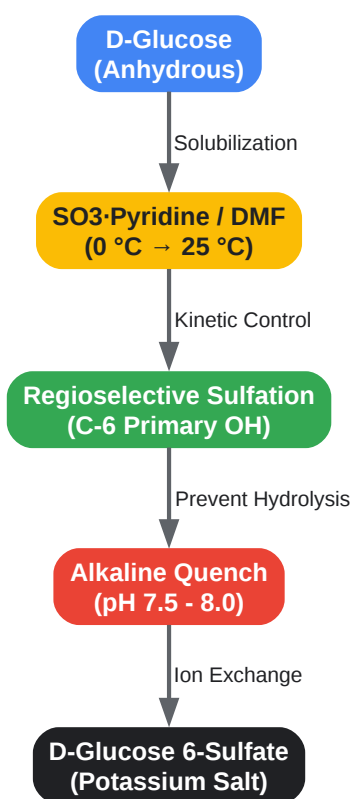 D-Glucose
(Anhydrous)
Solubilization
SO3·Pyridine / DMF
(0 °C → 25 °C)
Kinetic Control
Regioselective Sulfation
(C-6 Primary OH)
Prevent Hydrolysis
Alkaline Quench
(pH 7.5 - 8.0)
Ion Exchange
D-Glucose 6-Sulfate
(Potassium Salt)